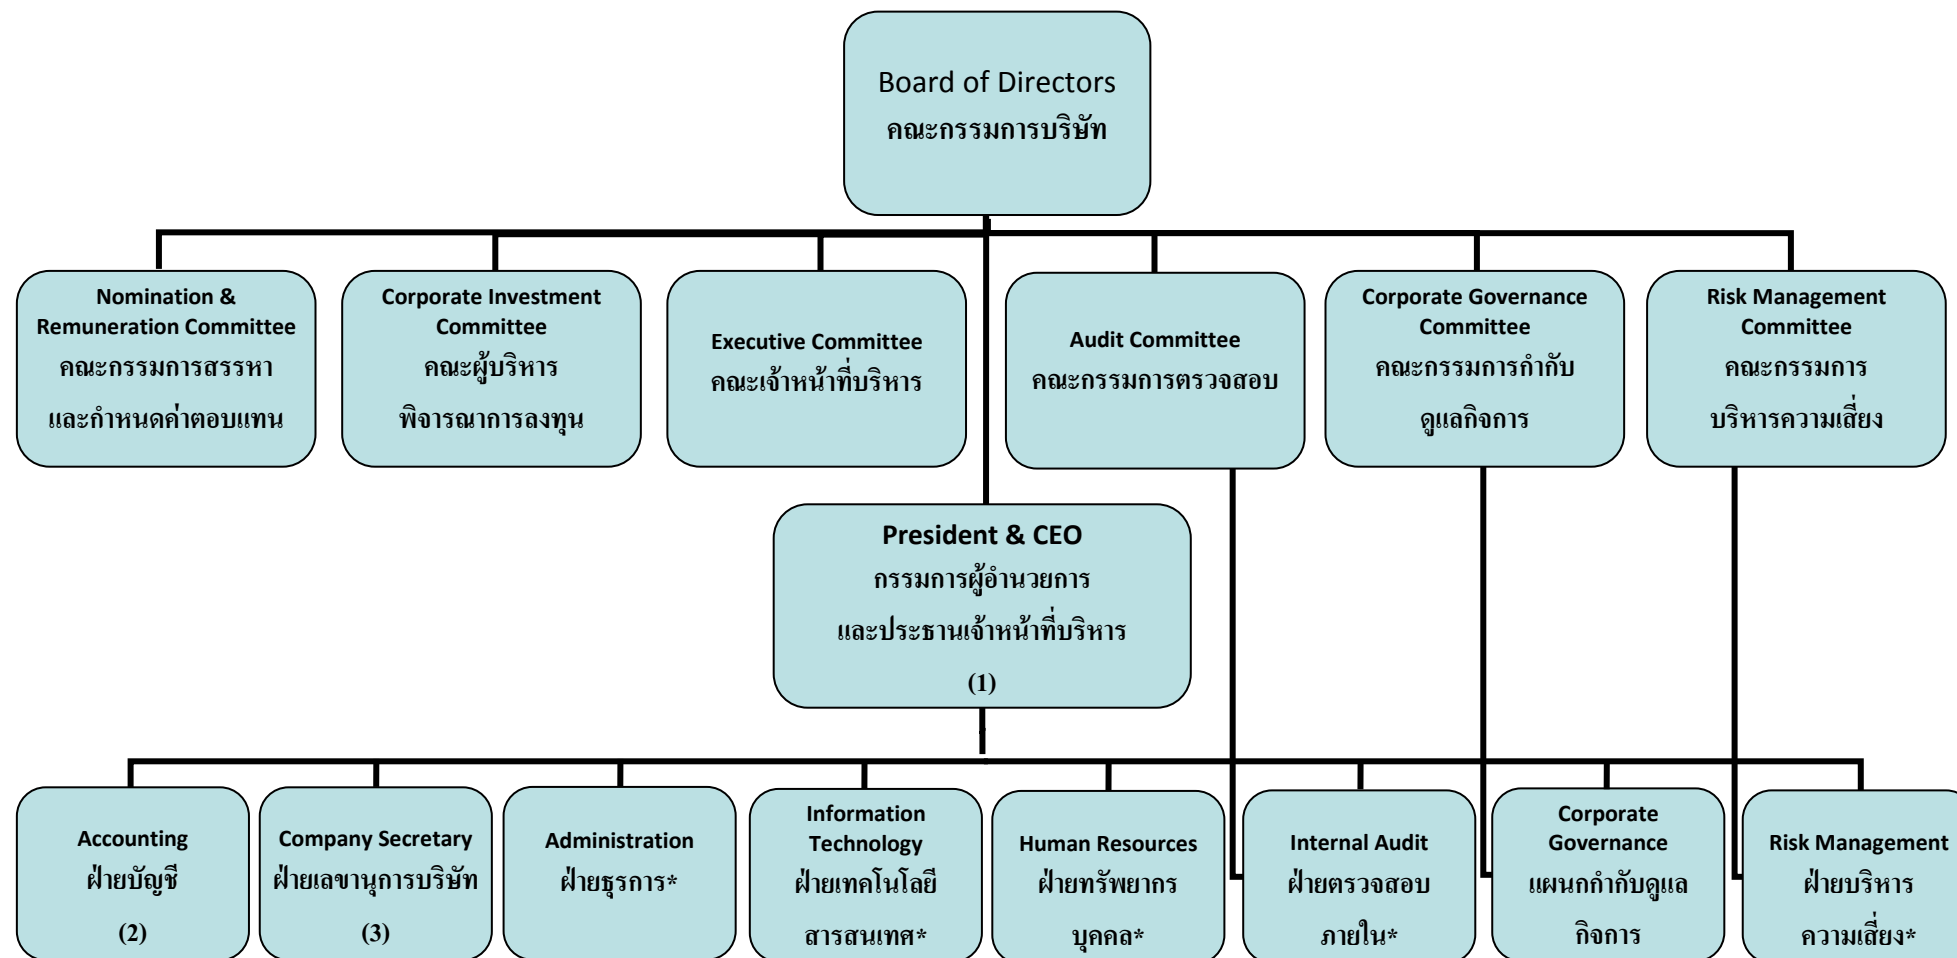 Board of Directors
คณะกรรมการบริษัท
Nomination &
Remuneration Committee
คณะกรรมการสรรหา
และกำหนดค่าตอบแทน
Corporate Investment
Committee
คณะผู้บริหาร
พิจารณาการลงทุน
Executive Committee
คณะเจ้าหน้าที่บริหาร
Audit Committee
คณะกรรมการตรวจสอบ
Corporate Governance
Committee
คณะกรรมการกำกับ
ดูแลกิจการ
Risk Management
Committee
คณะกรรมการ
บริหารความเสี่ยง
President & CEO
กรรมการผู้อำนวยการ
และประธานเจ้าหน้าที่บริหาร
(1)
Accounting
ฝ่ายบัญชี
(2)
Company Secretary
ฝ่ายเลขานุการบริษัท
(3)
Administration
ฝ่ายธุรการ*
Information
Technology
ฝ่ายเทคโนโลยี
สารสนเทศ*
Human Resources
ฝ่ายทรัพยากร
บุคคล*
Internal Audit
ฝ่ายตรวจสอบ
ภายใน*
Corporate
Governance
แผนกกำกับดูแล
กิจการ
Risk Management
ฝ่ายบริหาร
ความเสี่ยง*